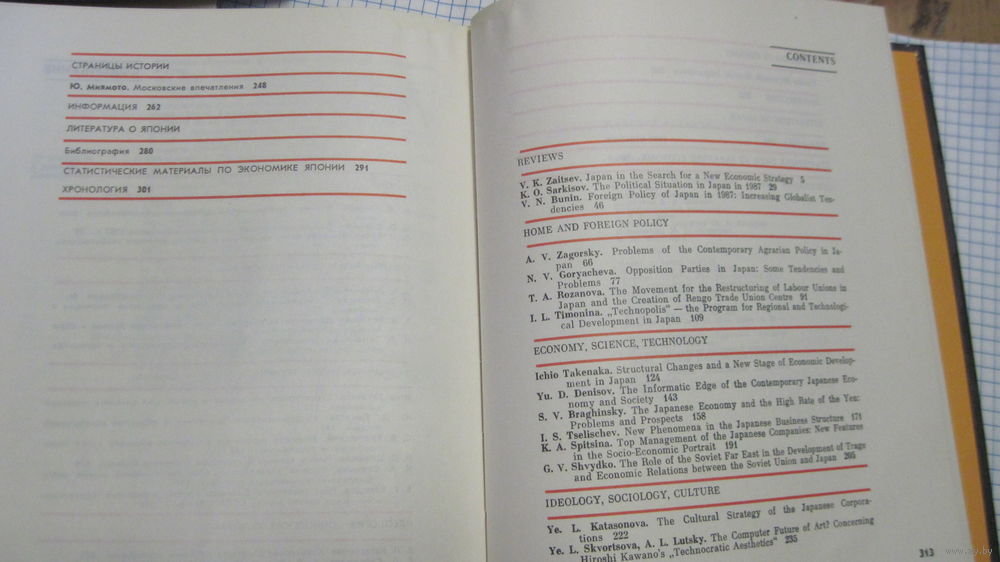 СТРАНИЦЫ ИСТОРИИ
Ю. Миямото. Московские впечатления 248
ИНФОРМАЦИЯ 262
ЛИТЕРАТУРА О ЯПОНИИ
Библиография 280
СТАТИСТИЧЕСКИЕ МАТЕРИАЛЫ ПО ЭКОНОМИКЕ ЯПОНИИ 291
ХРОНОЛОГИЯ 301
CONTENTS
REVIEWS
V. K. Zaitsev. Japan in the Search for a New Economic Strategy 5
K. O. Sarkisov. The Political Situation in Japan in 1987 29
V. N. Bunin. Foreign Policy of Japan in 1987: Increasing Globalist Ten-
dencies 46
HOME AND FOREIGN POLICY
A. V. Zagorsky. Problems of the Contemporary Agrarian Policy in Ja-
pan 66
N. V. Goryacheva. Opposition Parties in Japan: Some Tendencies and
Problems 77
T. A. Rozanova. The Movement for the Restructuring of Labour Unions in
Japan and the Creation of Rengo Trade Union Centre 91
I. L. Timonina. „Technopolis" — the Program for Regional and Technologi-
cal Development in Japan 109
ECONOMY, SCIENCE, TECHNOLOGY
Ichio Takenaka. Structural Changes and a New Stage of Economic Develop-
ment in Japan 124
Yu. D. Denisov. The Informatic Edge of the Contemporary Japanese Eco-
nomy and Society 143
S. V. Braghinsky. The Japanese Economy and the High Rate of the Yen:
Problems and Prospects 158
I. S. Tselischev. New Phenomena in the Japanese Business Structure 171
K. A. Spitsina. Top Management of the Japanese Companies: New Features
in the Socio-Economic Portrait 191
G. V. Shvydko. The Role of the Soviet Far East in the Development of Trage
and Economic Relations between the Soviet Union and Japan 205
IDEOLOGY, SOCIOLOGY, CULTURE
Ye. L. Katasonova. The Cultural Strategy of the Japanese Corpora-
tions 222
Ye. L. Skvortsova, A. L. Lutsky. The Computer Future of Art? Concerning
Hiroshi Kawano's „Technocratic Aesthetics" 235
313